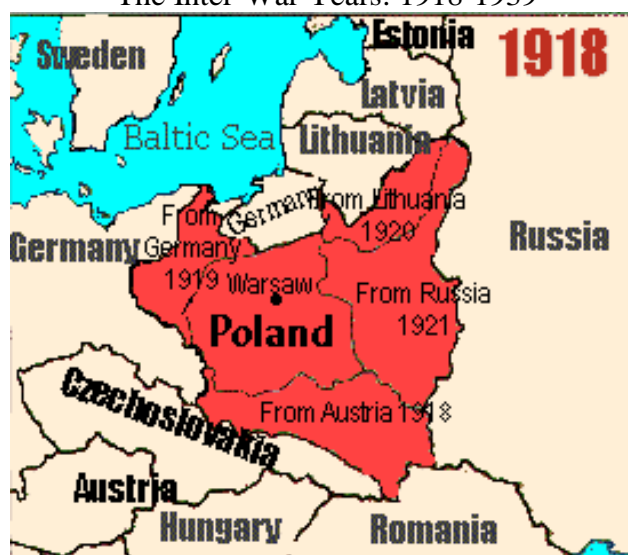 The Inter-War Years: 1918-1939
Estonia
1918
Sweden
Latvia
Baltic Sea
Lithuania
From Lithuania
1920
Germany
From
Germany
1919
Germany
Russia
Warsaw
From Russia
1921
Poland
Czechoslovakia
From Austria 1918
Austria
Hungary
Romania